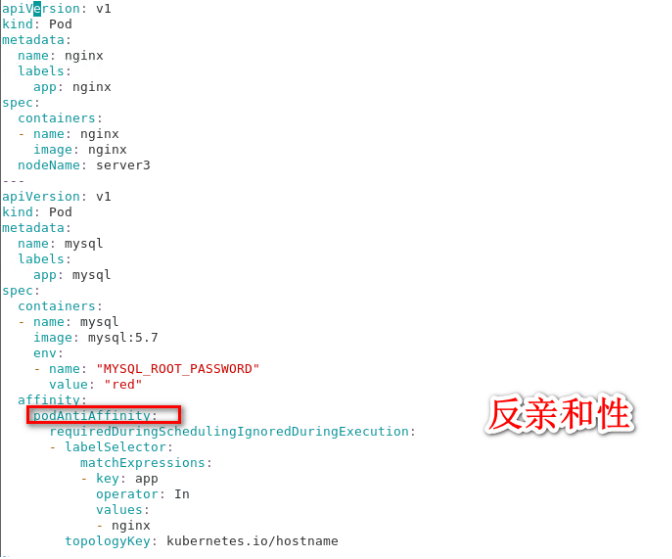 apiVersion: v1
kind: Pod
metadata:
  name: nginx
  labels:
    app: nginx
spec:
  containers:
  - name: nginx
    image: nginx
  nodeName: server3
---
apiVersion: v1
kind: Pod
metadata:
  name: mysql
  labels:
    app: mysql
spec:
  containers:
  - name: mysql
    image: mysql:5.7
    env:
    - name: "MYSQL_ROOT_PASSWORD"
      value: "red"
  affinity:
    podAntiAffinity:
反亲和性
      requiredDuringSchedulingIgnoredDuringExecution:
      - labelSelector:
          matchExpressions:
          - key: app
            operator: In
            values:
            - nginx
        topologyKey: kubernetes.io/hostname